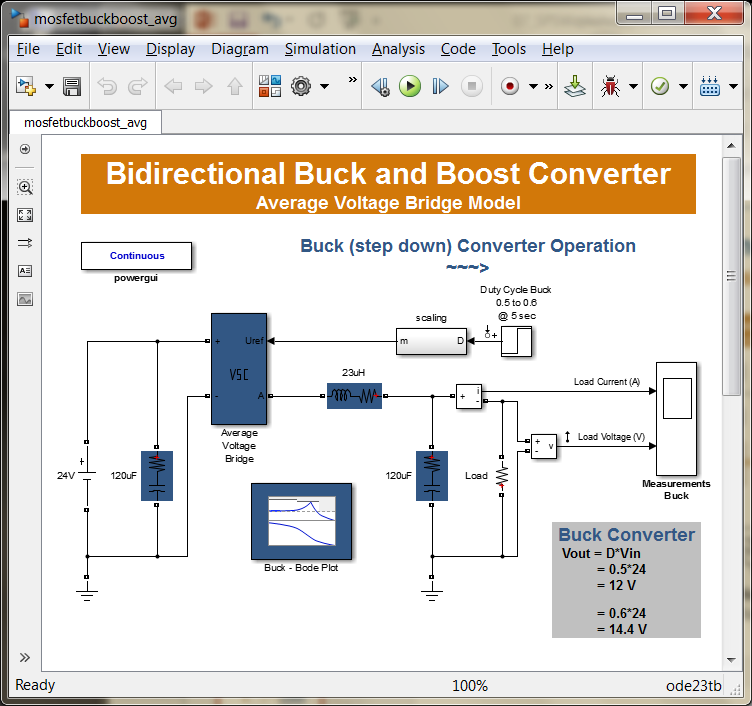 mosfetbuckboost_avg
File Edit View Display Diagram Simulation Analysis Code Tools Help
»
»
mosfetbuckboost_avg
Bidirectional Buck and Boost Converter
Average Voltage Bridge Model
Continuous
powergui
Buck (step down) Converter Operation
~~~>
Duty Cycle Buck
0.5 to 0.6
@ 5 sec
scaling
m D
+ Uref
VSC
- A
Average
Voltage
Bridge
23uH
+ i
-
Load Current (A)
+ v
-
Load Voltage (V)
Measurements
Buck
+
24V
120uF
120uF
Load
Buck - Bode Plot
Buck Converter
Vout = D*Vin
= 0.5*24
= 12 V
= 0.6*24
= 14.4 V
»
Ready 100% ode23tb